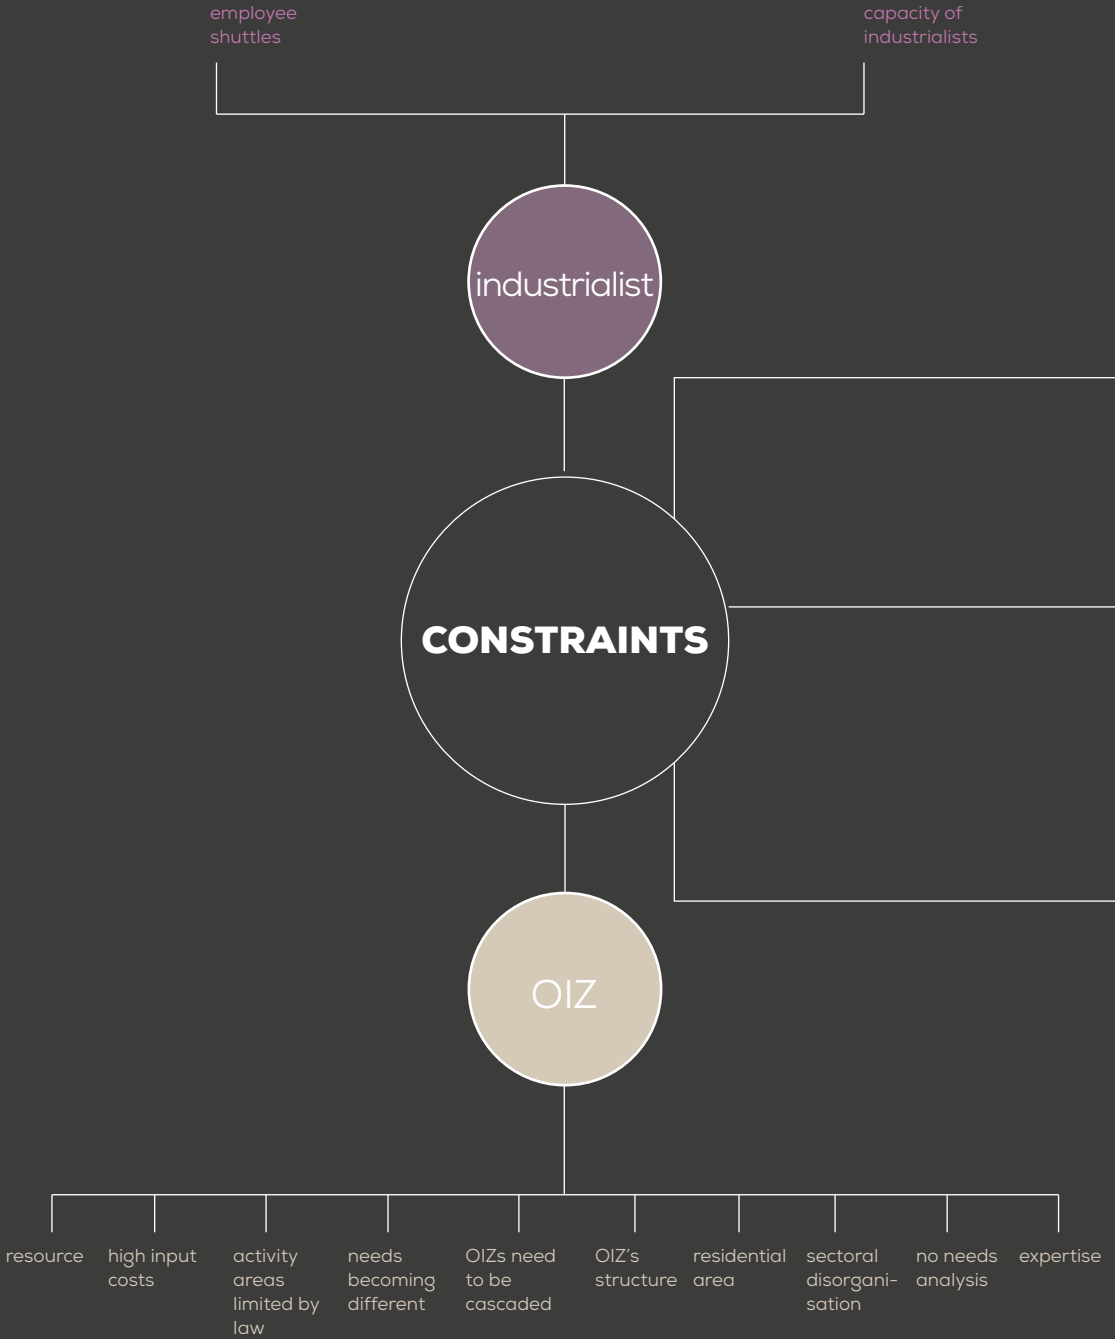 employee
shuttles
capacity of
industrialists
industrialist
CONSTRAINTS
OIZ
resource
high input
costs
activity
areas
limited by
law
needs
becoming
different
OIZs need
to be
cascaded
OIZ's
structure
residential
area
sectoral
disorgani-
sation
no needs
analysis
expertise